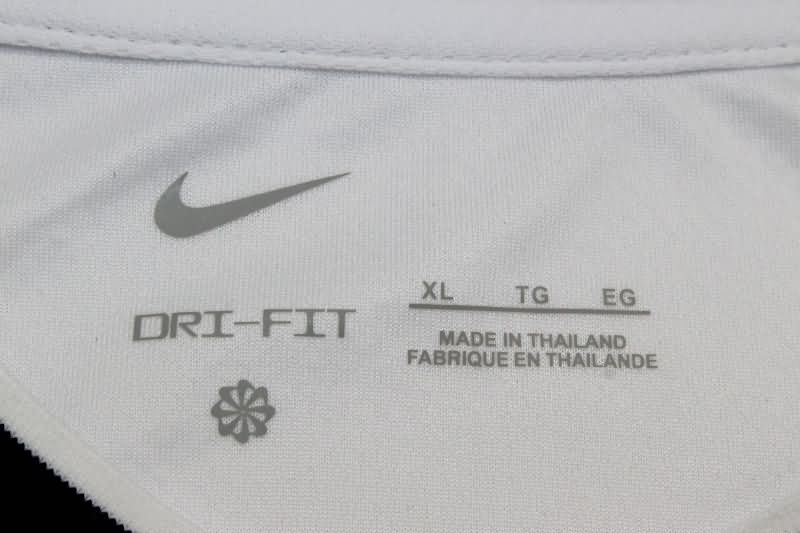 DRI-FIT
XL TG EG
MADE IN THAILAND
FABRIQUE EN THAILANDE